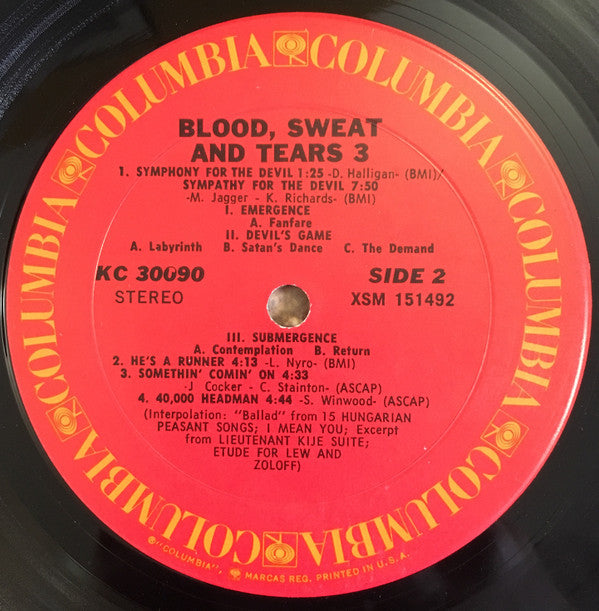 COLUMBIA COLUMBIA COLUMBIA COLUMBIA COLUMBIA COLUMBIA
BLOOD, SWEAT
AND TEARS 3
1. SYMPHONY FOR THE DEVIL 1:25 -D. Halligan- (BMI)/
SYMPATHY FOR THE DEVIL 7:50
-M. Jagger - K. Richards- (BMI)
I. EMERGENCE
A. Fanfare
II. DEVIL'S GAME
A. Labyrinth B. Satan's Dance C. The Demand
KC 30090 SIDE 2
STEREO XSM 151492
III. SUBMERGENCE
A. Contemplation B. Return
2. HE'S A RUNNER 4:13 -L. Nyro- (BMI)
3. SOMETHIN' COMIN' ON 4:33
-J Cocker - C. Stainton- (ASCAP)
4. 40,000 HEADMAN 4:44 -S. Winwood- (ASCAP)
(Interpolation: "Ballad" from 15 HUNGARIAN
PEASANT SONGS; I MEAN YOU; Excerpt
from LIEUTENANT KIJE SUITE;
ETUDE FOR LEW AND
ZOLOFF)
℗ "COLUMBIA", MARCAS REG. PRINTED IN U.S.A.